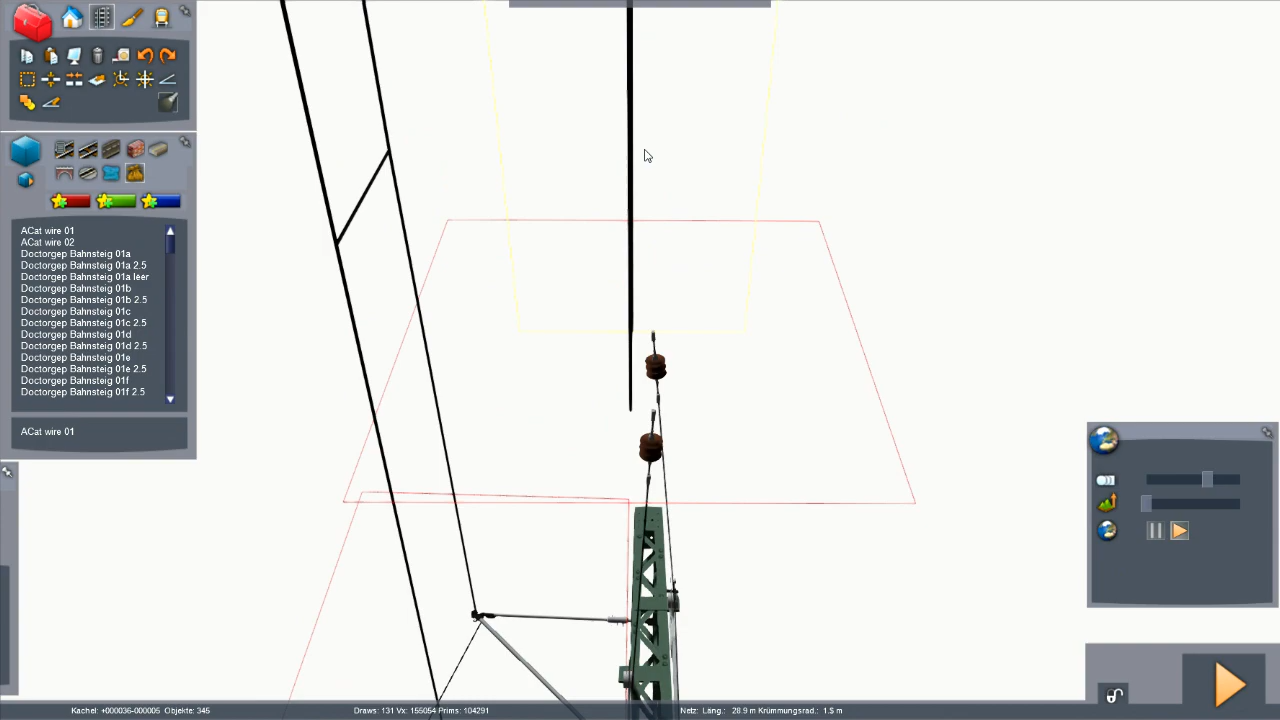 ACat wire 01
ACat wire 02
Doctorgep Bahnsteig 01a
Doctorgep Bahnsteig 01a 2.5
Doctorgep Bahnsteig 01a leer
Doctorgep Bahnsteig 01b
Doctorgep Bahnsteig 01b 2.5
Doctorgep Bahnsteig 01c
Doctorgep Bahnsteig 01c 2.5
Doctorgep Bahnsteig 01d
Doctorgep Bahnsteig 01d 2.5
Doctorgep Bahnsteig 01e
Doctorgep Bahnsteig 01e 2.5
Doctorgep Bahnsteig 01f
Doctorgep Bahnsteig 01f 2.5
ACat wire 01
Kachel: +000036-000005 Objekte: 345 Draws: 131 Vx: 155054 Prims: 104291 Netz: Läng.: 28.9 m Krümmungsrad.: 1.$ m